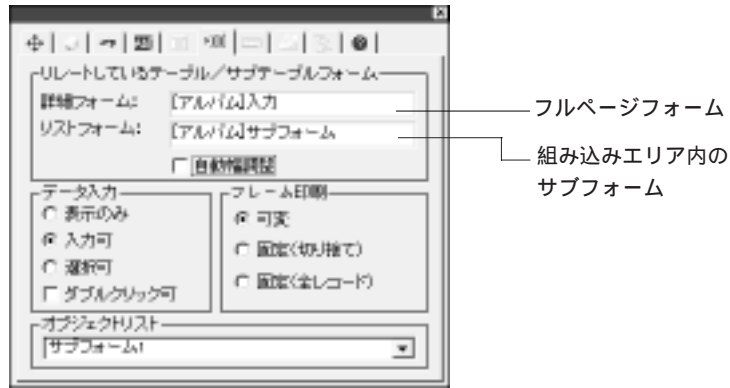 リレートしているテーブル/サブテーブルフォーム
詳細フォーム: [アルバム]入力
フルページフォーム
リストフォーム: [アルバム]サブフォーム
組み込みエリア内の
サブフォーム
自動幅調整
データ入力
表示のみ
入力可
選択可
ダブルクリック可
フレーム印刷
可変
固定(切り捨て)
固定(全レコード)
オブジェクトリスト
サブフォーム1